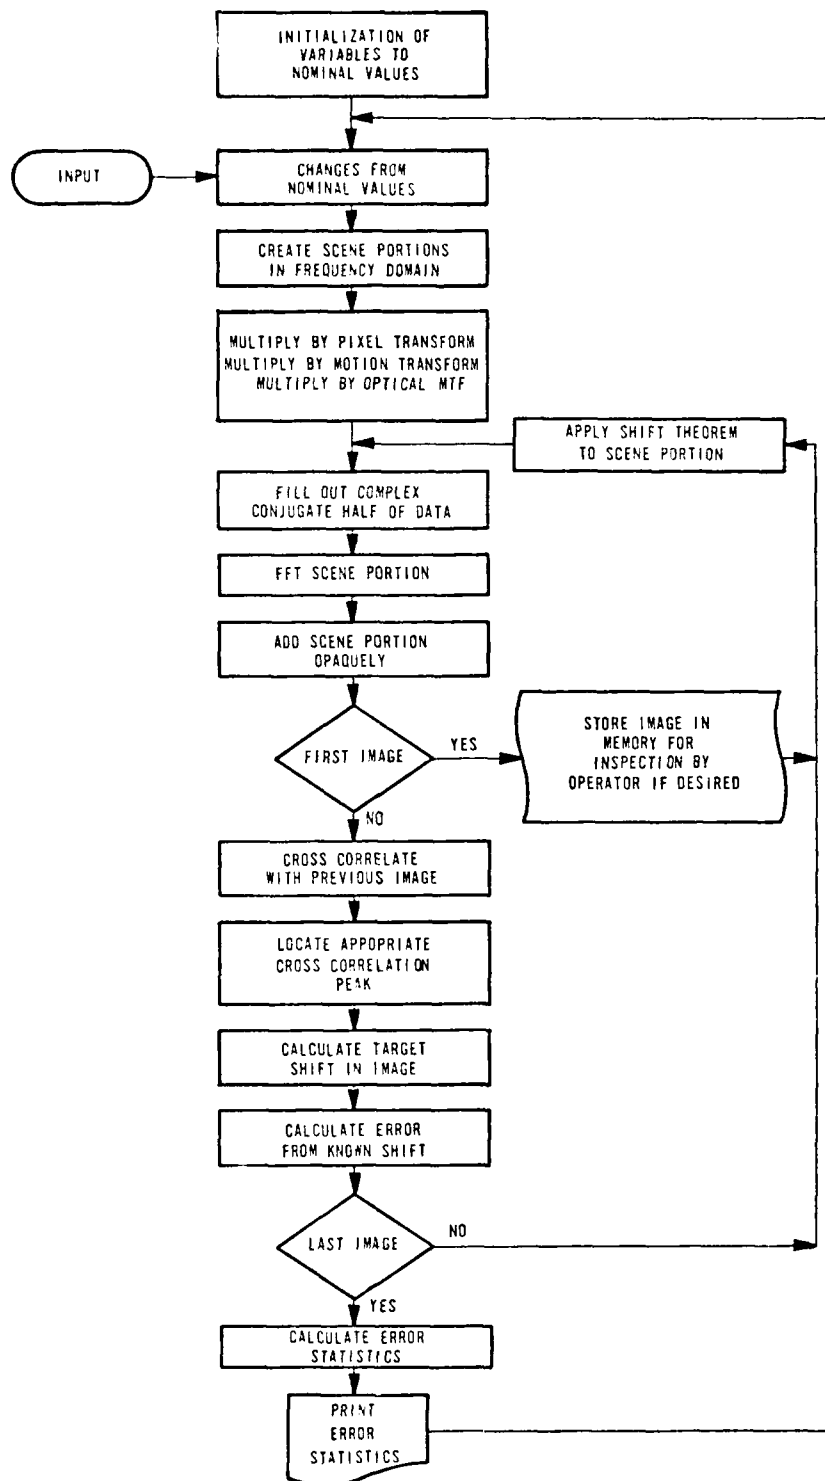 INITIALIZATION OF
VARIABLES TO
NOMINAL VALUES
INPUT
CHANGES FROM
NOMINAL VALUES
CREATE SCENE PORTIONS
IN FREQUENCY DOMAIN
MULTIPLY BY PIXEL TRANSFORM
MULTIPLY BY MOTION TRANSFORM
MULTIPLY BY OPTICAL MTF
APPLY SHIFT THEOREM
TO SCENE PORTION
FILL OUT COMPLEX
CONJUGATE HALF OF DATA
FFT SCENE PORTION
ADD SCENE PORTION
OPAQUELY
FIRST IMAGE
YES
STORE IMAGE IN
MEMORY FOR
INSPECTION BY
OPERATOR IF DESIRED
NO
CROSS CORRELATE
WITH PREVIOUS IMAGE
LOCATE APPOPRIATE
CROSS CORRELATION
PEAK
CALCULATE TARGET
SHIFT IN IMAGE
CALCULATE ERROR
FROM KNOWN SHIFT
LAST IMAGE
NO
YES
CALCULATE ERROR
STATISTICS
PRINT
ERROR
STATISTICS